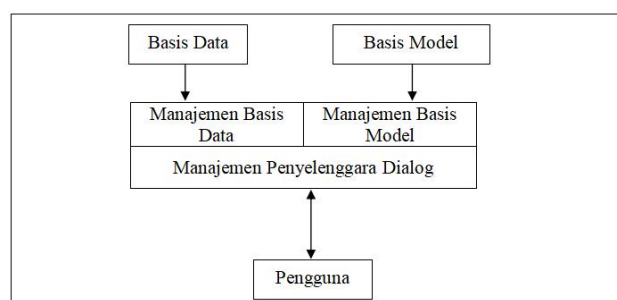 Basis Data
Basis Model
Manajemen Basis
Data
Manajemen Basis
Model
Manajemen Penyelenggara Dialog
Pengguna